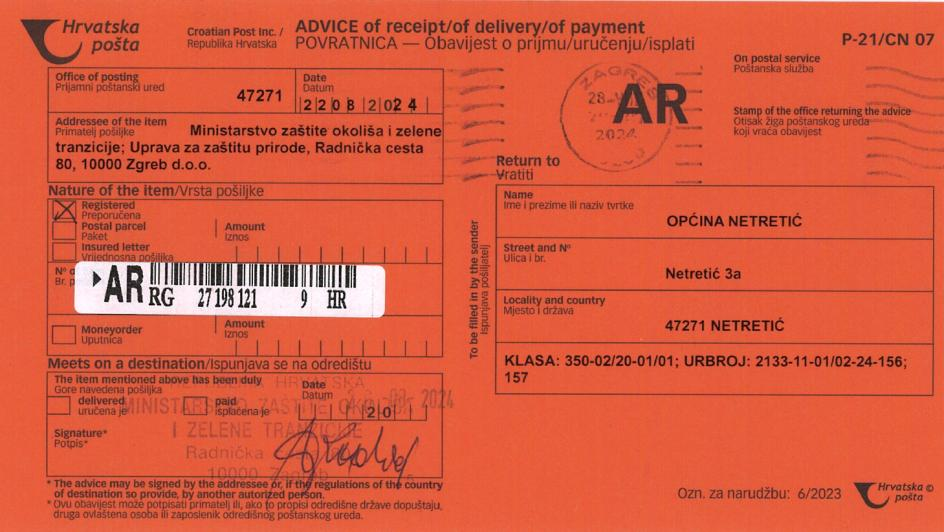 Hrvatska
pošta
Croatian Post Inc. /
Republika Hrvatska
ADVICE of receipt/of delivery/of payment
POVRATNICA — Obavijest o prijmu/uručenju/isplati
P-21/CN 07
Office of posting
Prijamni poštanski ured
47271
Date
Datum
2208 2024
Addressee of the item
Primatelj pošiljke
Ministarstvo zaštite okoliša i zelene
tranzicije; Uprava za zaštitu prirode, Radnička cesta
80, 10000 Zgreb d.o.o.
Nature of the item/Vrsta pošiljke
Registered
Preporučena
Postal parcel
Paket
Amount
Iznos
Insured letter
Vrijednosna pošiljka
Nº
Br.
AR
RG 27198121 9 HR
Moneyorder
Uputnica
Amount
Iznos
Meets on a destination/Ispunjava se na odredištu
The item mentioned above has been duly
Gore navedena pošiljka
delivered
uručena je
paid
isplaćena je
Date
Datum
20
Signature*
Potpis*
MINISTARSTVO ZAŠTITE OKOLIŠA
I ZELENE TRANZICIJE
Radnička
10000 Zagreb
2024
* The advice may be signed by the addressee or, if the regulations of the country
of destination so provide, by another autorized person.
* Ovu obavijest može potpisati primatelj ili, ako to propisi odredišne države dopuštaju,
druga ovlaštena osoba ili zaposlenik odredišnog poštanskog ureda.
ZAGREB
28
2024
AR
On postal service
Poštanska služba
Stamp of the office returning the advice
Otisak žiga poštanskog ureda
koji vraća obavijest
Return to
Vratiti
To be filled in by the sender
Ispunjava pošiljatelj
Name
Ime i prezime ili naziv tvrtke
OPĆINA NETRETIĆ
Street and Nº
Ulica i br.
Netretić 3a
Locality and country
Mjesto i država
47271 NETRETIĆ
KLASA: 350-02/20-01/01; URBROJ: 2133-11-01/02-24-156;
157
Ozn. za narudžbu: 6/2023
Hrvatska ©
pošta